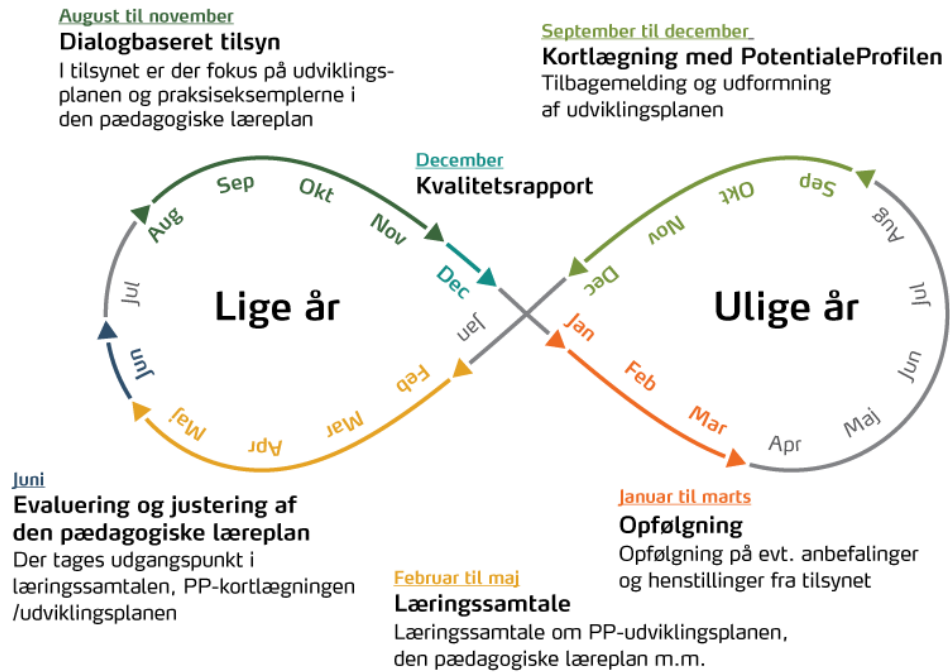 August til november
Dialogbaseret tilsyn
I tilsynet er der fokus på udviklings-
planen og praksiseksemplerne i
den pædagogiske læreplan
September til december
Kortlægning med PotentialeProfilen
Tilbagemelding og udformning
af udviklingsplanen
December
Kvalitetsrapport
Lige år
Jan
Feb
Mar
Apr
Maj
Jun
Jul
Aug
Sep
Okt
Nov
Dec
Ulige år
Jan
Feb
Mar
Apr
Maj
Jun
Jul
Aug
Sep
Okt
Nov
Dec
Juni
Evaluering og justering af
den pædagogiske læreplan
Der tages udgangspunkt i
læringssamtalen, PP-kortlægningen
/udviklingsplanen
Februar til maj
Læringssamtale
Læringssamtale om PP-udviklingsplanen,
den pædagogiske læreplan m.m.
Januar til marts
Opfølgning
Opfølgning på evt. anbefalinger
og henstillinger fra tilsynet